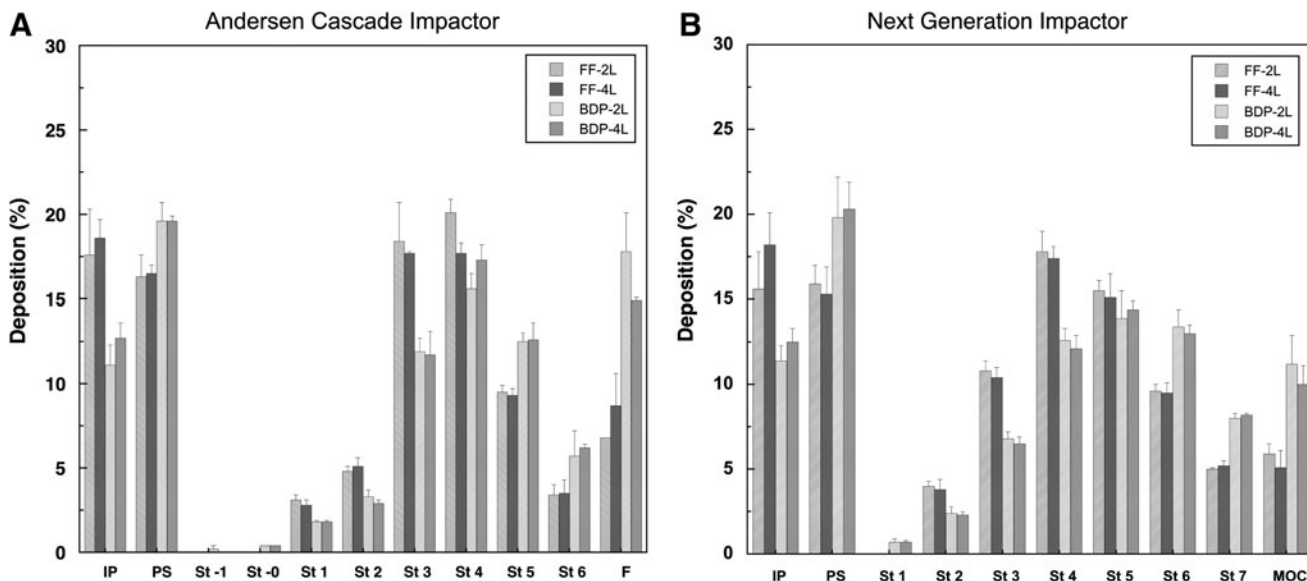 A
Andersen Cascade Impactor
30
25
20
15
10
5
0
Deposition (%)
FF-2L
FF-4L
BDP-2L
BDP-4L
IP PS St -1 St -0 St 1 St 2 St 3 St 4 St 5 St 6 F
B
Next Generation Impactor
30
25
20
15
10
5
0
Deposition (%)
FF-2L
FF-4L
BDP-2L
BDP-4L
IP PS St 1 St 2 St 3 St 4 St 5 St 6 St 7 MOC